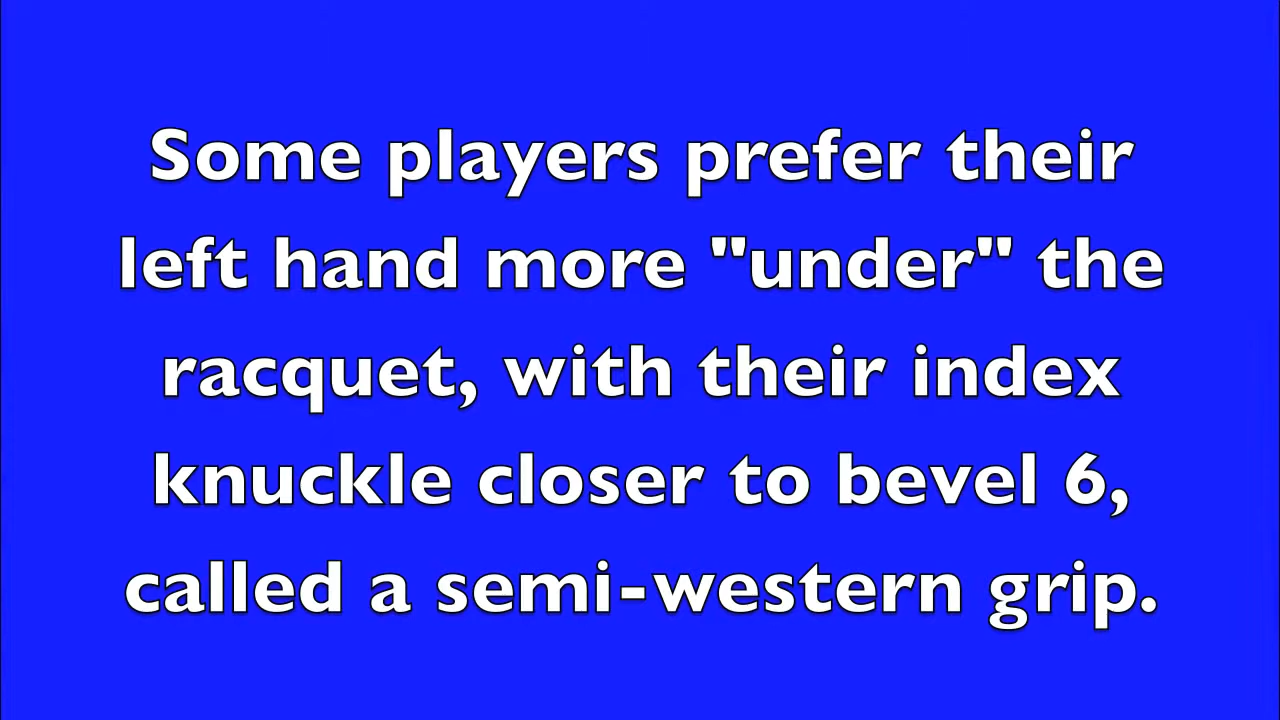 Some players prefer their
left hand more "under" the
racquet, with their index
knuckle closer to bevel 6,
called a semi-western grip.